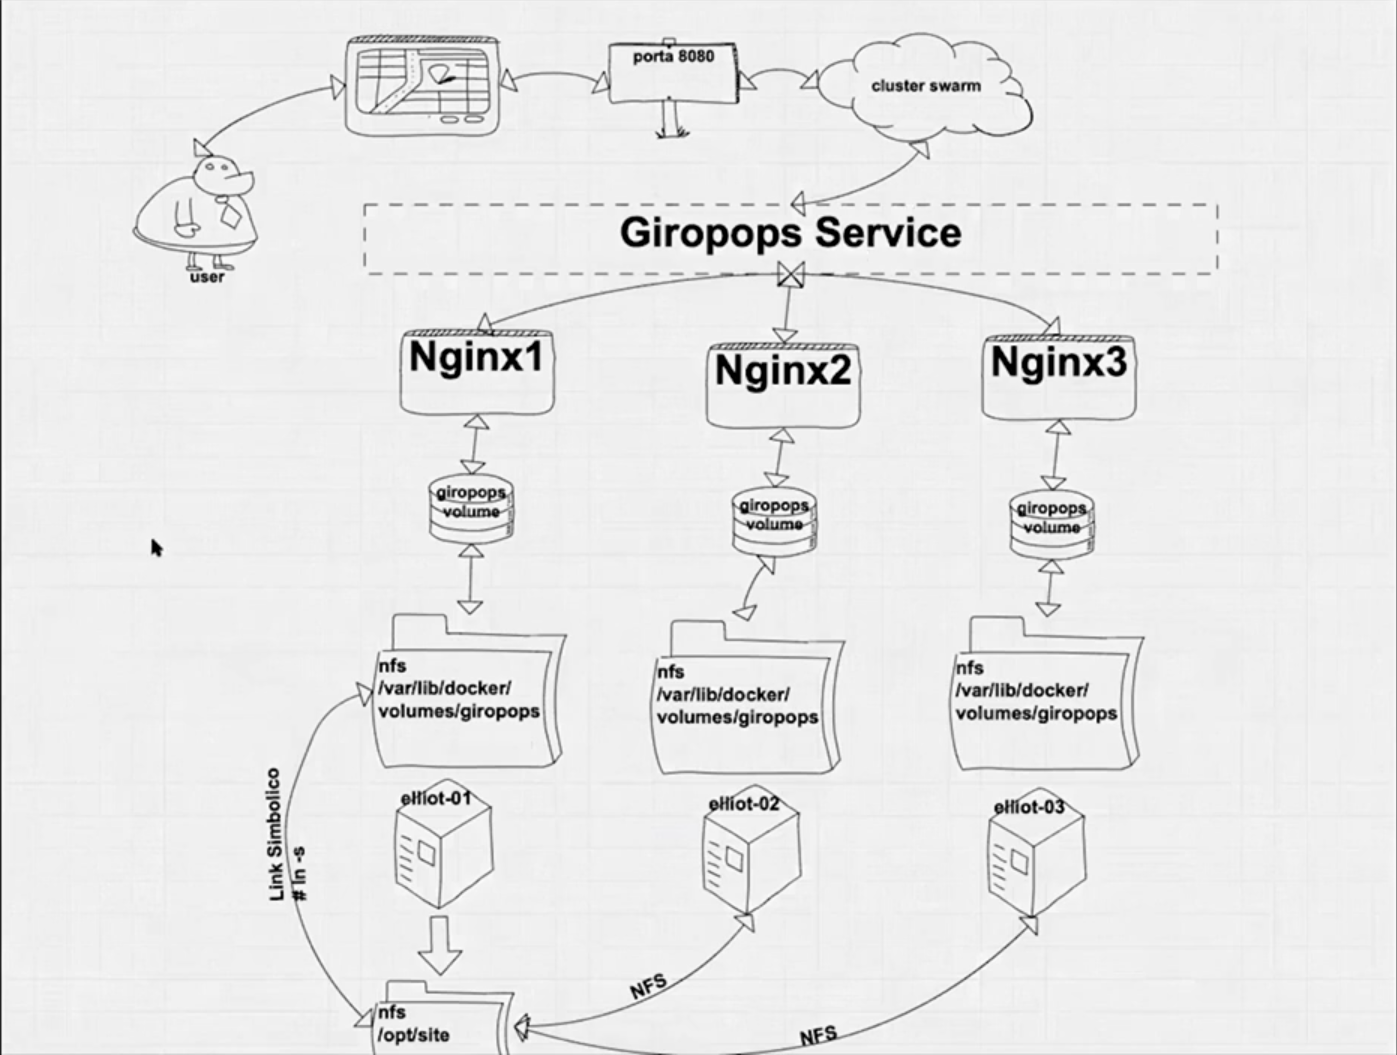 porta 8080
cluster swarm
user
Giropops Service
Nginx1
Nginx2
Nginx3
giropops
volume
giropops
volume
giropops
volume
nfs
/var/lib/docker/
volumes/giropops
nfs
/var/lib/docker/
volumes/giropops
nfs
/var/lib/docker/
volumes/giropops
elliot-01
elliot-02
elliot-03
Link Simbolico
# ln -s
NFS
NFS
nfs
/opt/site